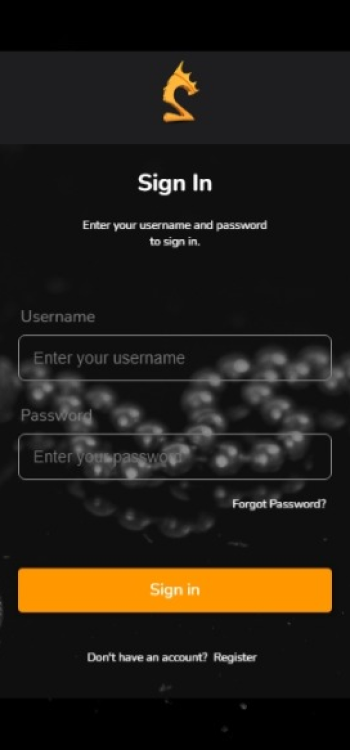 Sign In
Enter your username and password
to sign in.
Username
Enter your username
Password
Enter your password
Forgot Password?
Sign in
Don't have an account? Register